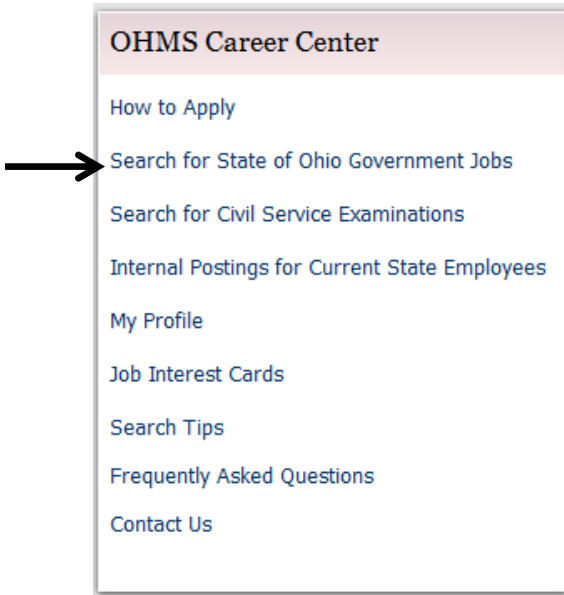 OHMS Career Center
How to Apply
Search for State of Ohio Government Jobs
Search for Civil Service Examinations
Internal Postings for Current State Employees
My Profile
Job Interest Cards
Search Tips
Frequently Asked Questions
Contact Us